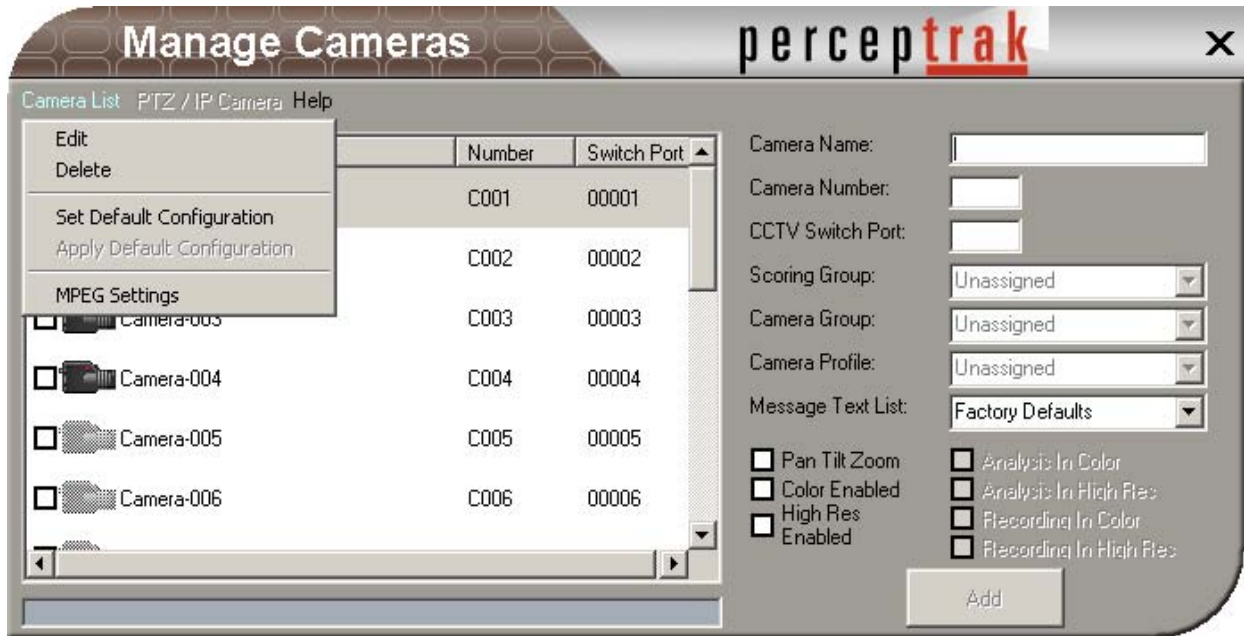 Manage Cameras
perceptrak
X
Camera List PTZ / IP Camera Help
Edit
Delete
Set Default Configuration
Apply Default Configuration
MPEG Settings
Number Switch Port
C001 00001
C002 00002
Camera-003 C003 00003
Camera-004 C004 00004
Camera-005 C005 00005
Camera-006 C006 00006
Camera Name:
Camera Number:
CCTV Switch Port:
Scoring Group: Unassigned
Camera Group: Unassigned
Camera Profile: Unassigned
Message Text List: Factory Defaults
Pan Tilt Zoom
Color Enabled
High Res
Enabled
Analysis In Color
Analysis In High Res
Recording In Color
Recording In High Res
Add